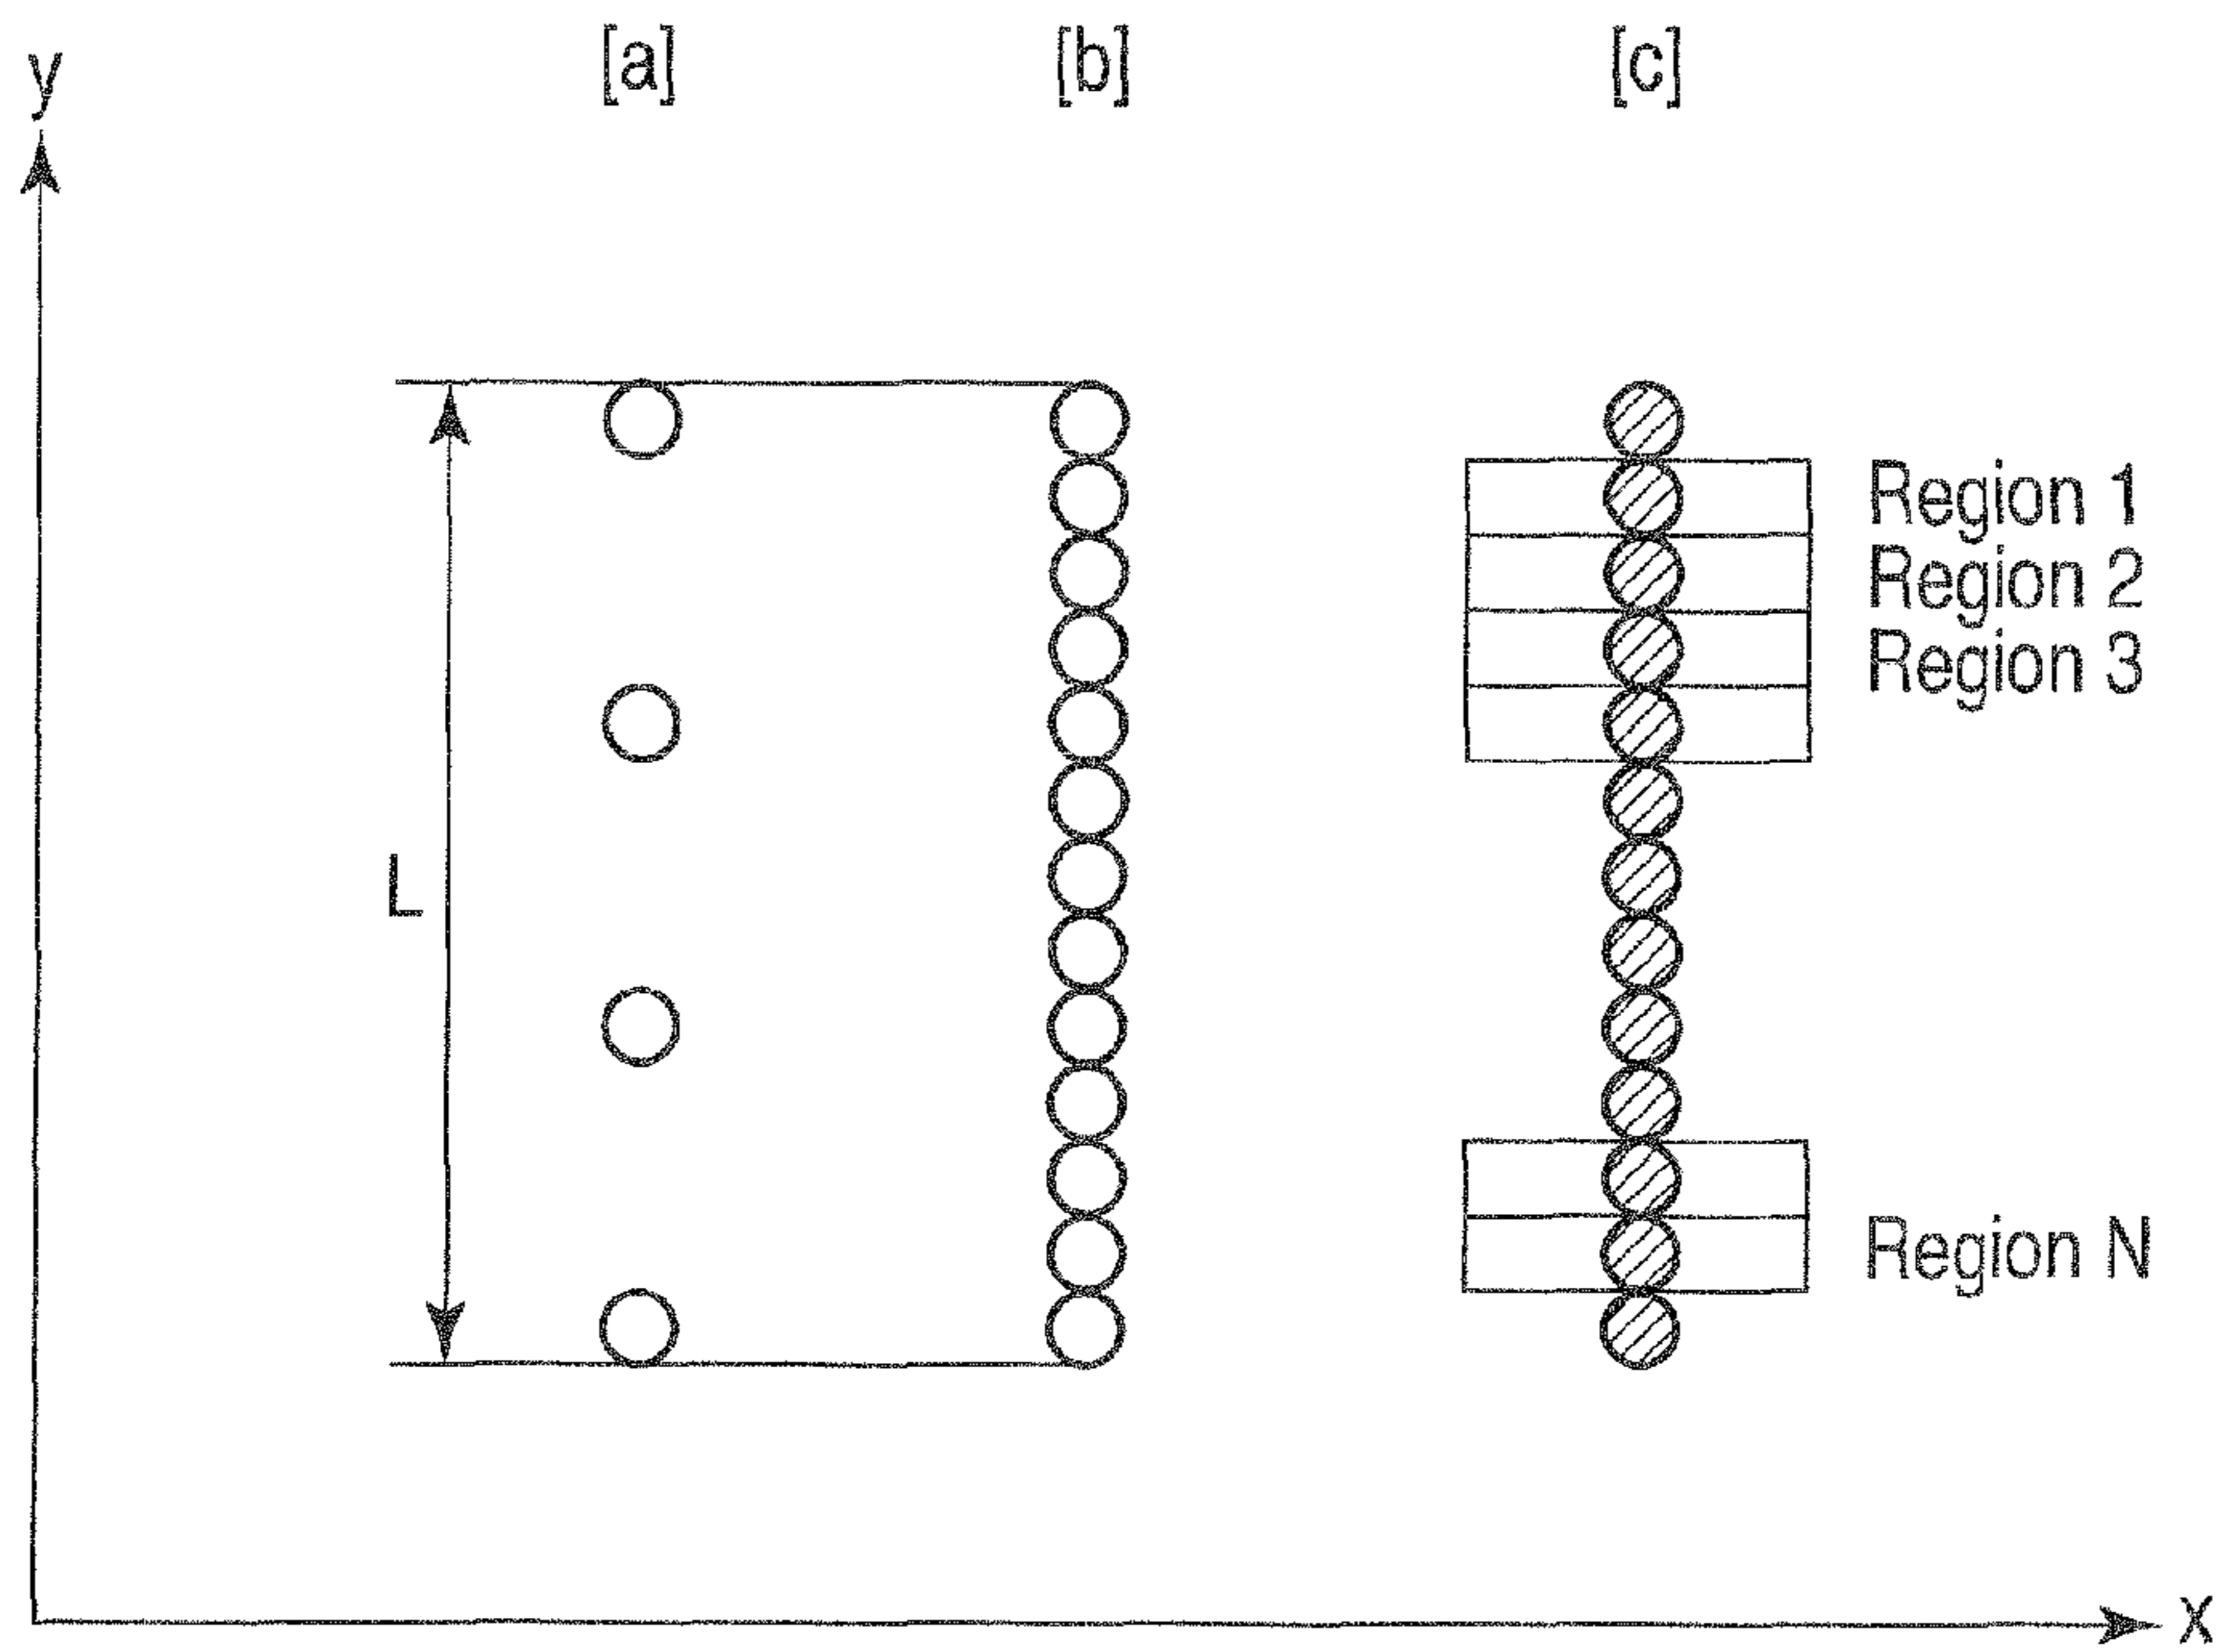 y
[a] [b] [c]
Region 1
Region 2
Region 3
L
Region N
x